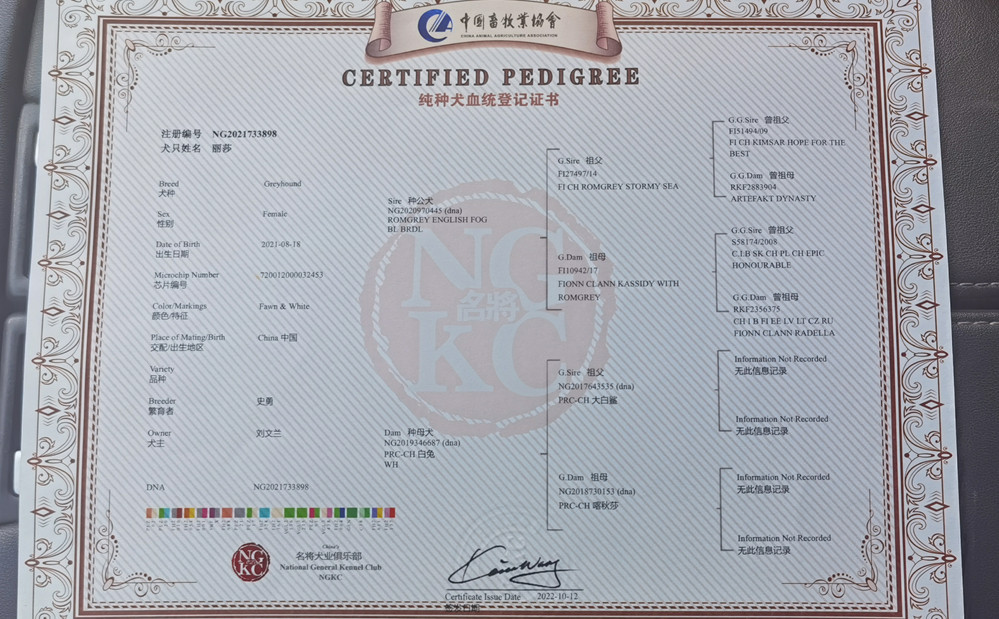 中国畜牧业协会
CHINA ANIMAL AGRICULTURE ASSOCIATION
CERTIFIED PEDIGREE
纯种犬血统登记证书
注册编号 NG2021733898
犬只姓名 丽莎
Breed Greyhound
犬种
Sex Female
性别
Date of Birth 2021-08-18
出生日期
Microchip Number 720012000032453
芯片编号
Color/Markings Fawn & White
颜色/特征
Place of Mating/Birth China 中国
交配/出生地区
Variety
品种
Breeder 史勇
繁育者
Owner 刘文兰
犬主
DNA NG2021733898
Sire 种公犬
NG2020970445 (dna)
ROMGREY ENGLISH FOG
BL BRDL
Dam 种母犬
NG2019346687 (dna)
PRC-CH 白兔
WH
G.Sire 祖父
FI27497/14
FI CH ROMGREY STORMY SEA
G.Dam 祖母
FI10942/17
FIONN CLANN KASSIDY WITH
ROMGREY
G.Sire 祖父
NG2017643535 (dna)
PRC-CH 大白鲨
G.Dam 祖母
NG2018730153 (dna)
PRC-CH 喀秋莎
G.G.Sire 曾祖父
FI51494/09
FI CH KIMSAR HOPE FOR THE
BEST
G.G.Dam 曾祖母
RKF2883904
ARTEFAKT DYNASTY
G.G.Sire 曾祖父
S58174/2008
C.I.B SK CH PL CH EPIC
HONOURABLE
G.G.Dam 曾祖母
RKF2356375
CH I B FI EE LV LT CZ RU
FIONN CLANN RADELLA
Information Not Recorded
无此信息记录
Information Not Recorded
无此信息记录
Information Not Recorded
无此信息记录
Information Not Recorded
无此信息记录
NG
名将
KC
NG
KC
China's
名将犬业俱乐部
National General Kennel Club
NGKC
Certificate Issue Date 2022-10-12
签发日期